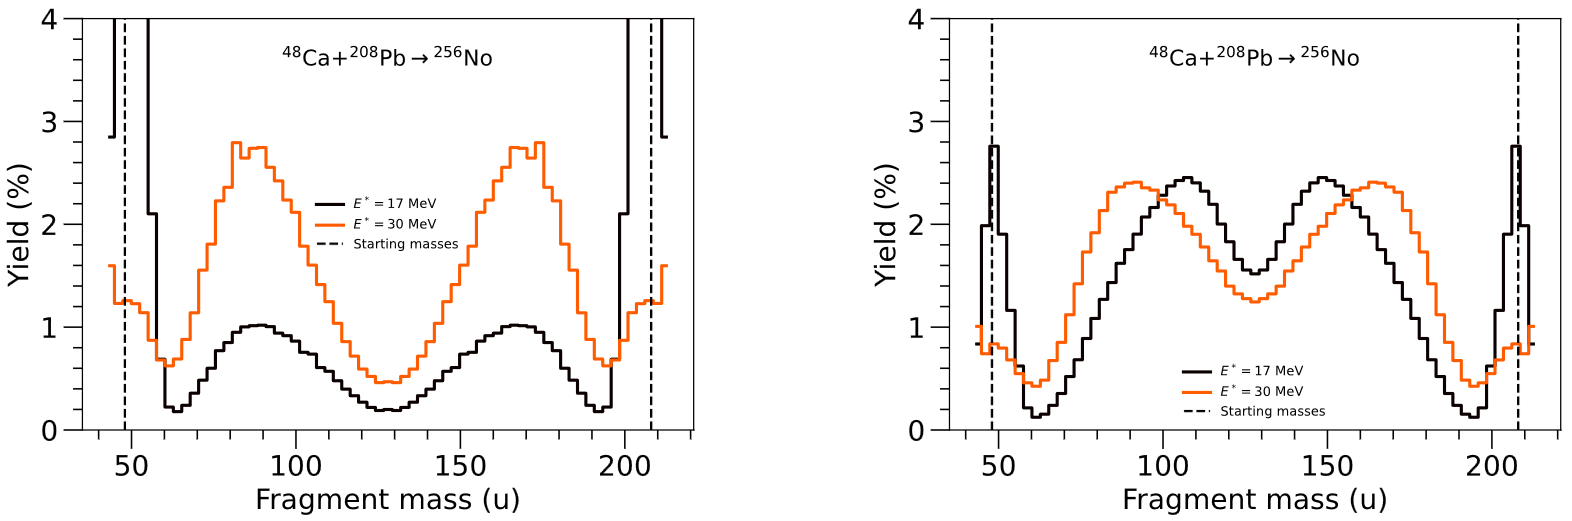 4
3
2
1
0
Yield (%)
⁴⁸Ca+²⁰⁸Pb→²⁵⁶No
E* = 17 MeV
E* = 30 MeV
Starting masses
50 100 150 200
Fragment mass (u)
4
3
2
1
0
Yield (%)
⁴⁸Ca+²⁰⁸Pb→²⁵⁶No
E* = 17 MeV
E* = 30 MeV
Starting masses
50 100 150 200
Fragment mass (u)